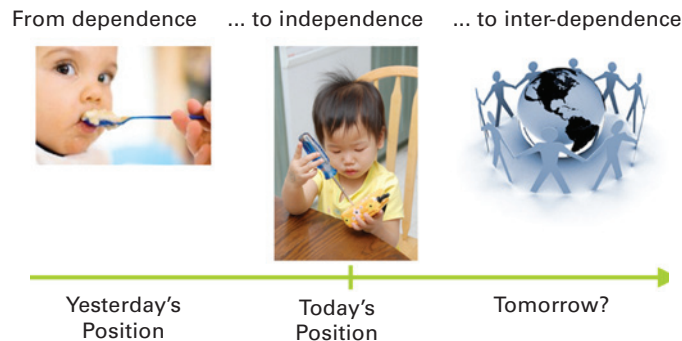 From dependence ... to independence ... to inter-dependence
Yesterday's Today's Tomorrow?
Position Position